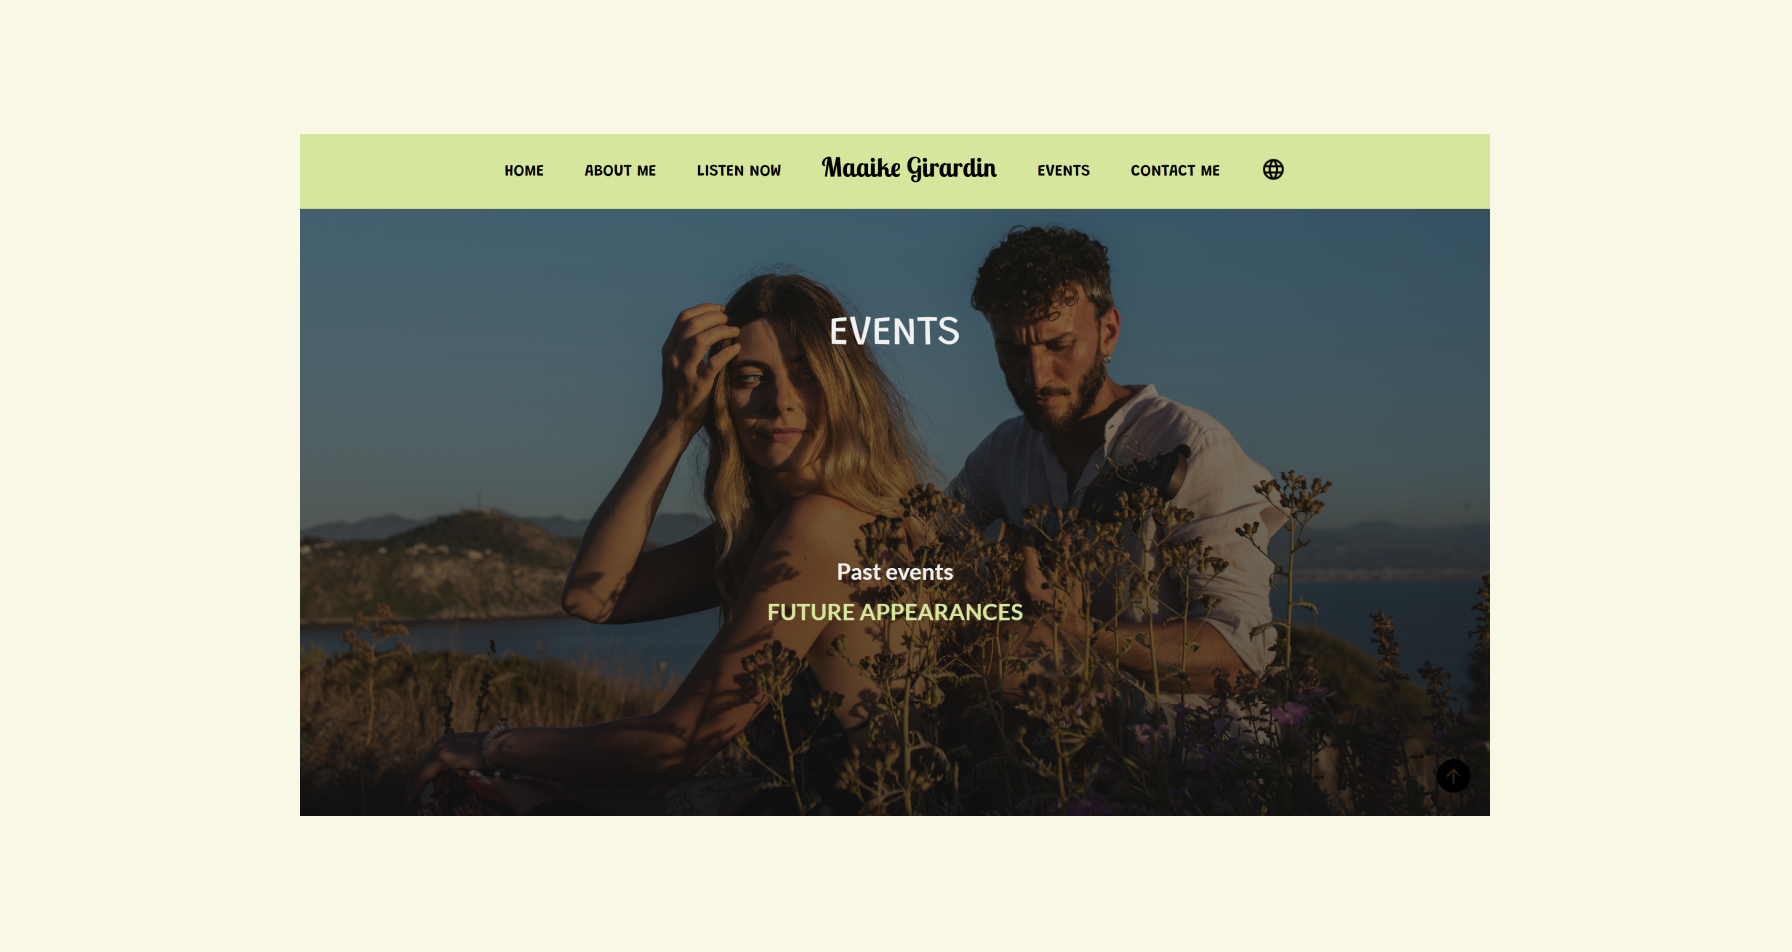 HOME ABOUT ME LISTEN NOW Maaike Girardin EVENTS CONTACT ME
EVENTS
Past events
FUTURE APPEARANCES